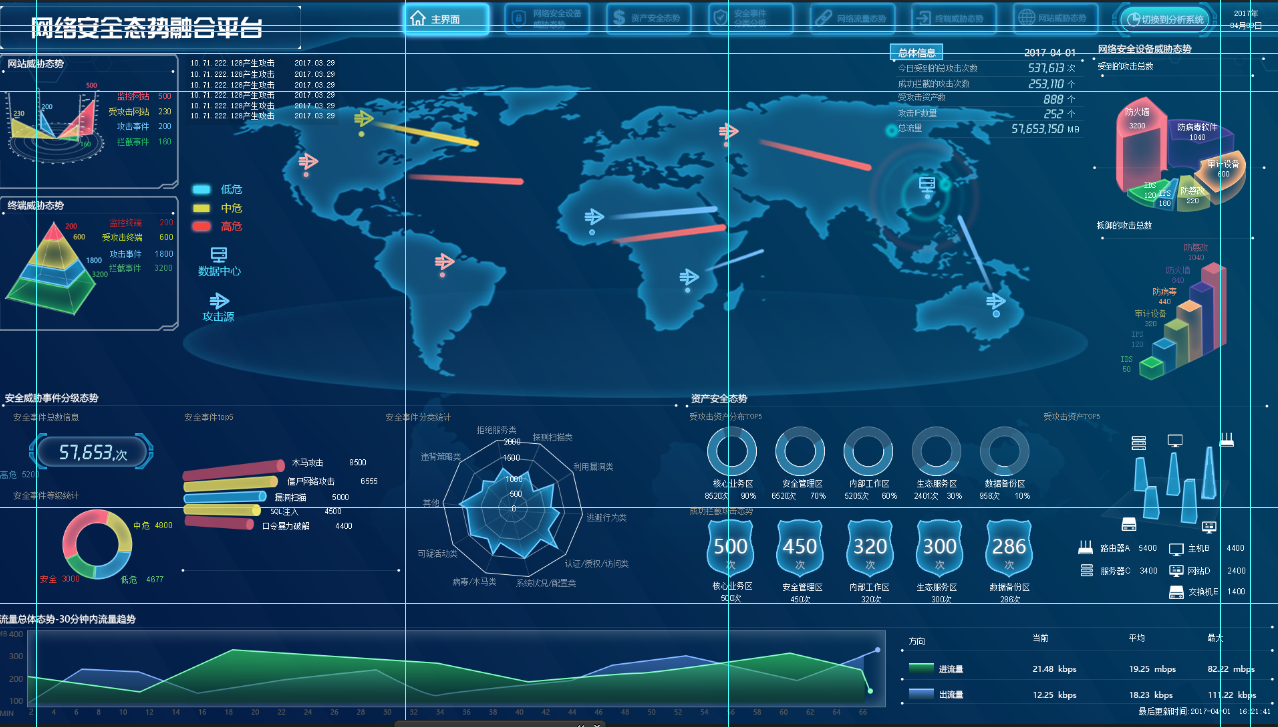 网络安全态势融合平台
主界面
网络安全设备
威胁态势
资产安全态势
安全事件
分类分级
网络流量态势
终端威胁态势
网站威胁态势
切换到分析系统
2017年
网站威胁态势
500
200
230
160
监控网站 500
受攻击网站 230
攻击事件 200
拦截事件 160
终端威胁态势
200
600
1800
3200
监控终端 200
受攻击终端 600
攻击事件 1800
拦截事件 3200
10.71.222.128产生攻击 2017.03.29
10.71.222.128产生攻击 2017.03.29
10.71.222.128产生攻击 2017.03.29
10.71.222.128产生攻击 2017.03.29
10.71.222.128产生攻击 2017.03.29
10.71.222.128产生攻击 2017.03.29
低危
中危
高危
数据中心
攻击源
总体信息 2017-04-01
今日受到的总攻击次数 537,613 次
成功拦截的攻击次数 253,110 个
受攻击资产数 888 个
攻击IP数量 252 个
总流量 57,653,150 MB
网络安全设备威胁态势
受到的攻击总数
防火墙
3200
防病毒软件
1040
审计设备
600
防篡改
220
IPS
180
IDS
120
抵御的攻击总数
防篡改
1040
防火墙
640
防病毒
440
审计设备
320
IPS
120
IDS
50
安全威胁事件分级态势
安全事件总数信息
57,653次
高危 5200
安全事件等级统计
中危 4800
安全 3000
低危 4677
安全事件top5
木马攻击 8500
僵尸网络攻击 6555
漏洞扫描 5000
SQL注入 4500
口令暴力破解 4400
安全事件分类统计
拒绝服务类
探测扫描类
利用漏洞类
逃避行为类
认证/授权/访问类
系统状况/配置类
病毒/木马类
可疑活动类
其他
违背策略类
2000
1500
1000
500
0
资产安全态势
受攻击资产分布TOP5
核心业务区
8520次 90%
安全管理区
6520次 70%
内部工作区
5205次 60%
生态服务区
2401次 30%
数据备份区
958次 10%
成功拦截攻击态势
500
次
450
次
320
次
300
次
286
次
核心业务区
500次
安全管理区
450次
内部工作区
320次
生态服务区
300次
数据备份区
286次
受攻击资产TOP5
路由器A 5400
主机B 4400
服务器C 3400
网站D 2400
交换机E 1400
流量总体态势-30分钟内流量趋势
MB
400
300
200
100
MIN 2 4 6 8 10 12 14 16 18 20 22 24 26 28 30 32 34 36 38 40 42 44 46 48 50 52 54 56 58 60 62 64 66
方向 当前 平均 最大
进流量 21.48 kbps 19.25 mbps 82.22 mbps
出流量 12.25 kbps 18.23 mbps 111.22 mbps
最后更新时间:2017-04-01 16:21:41